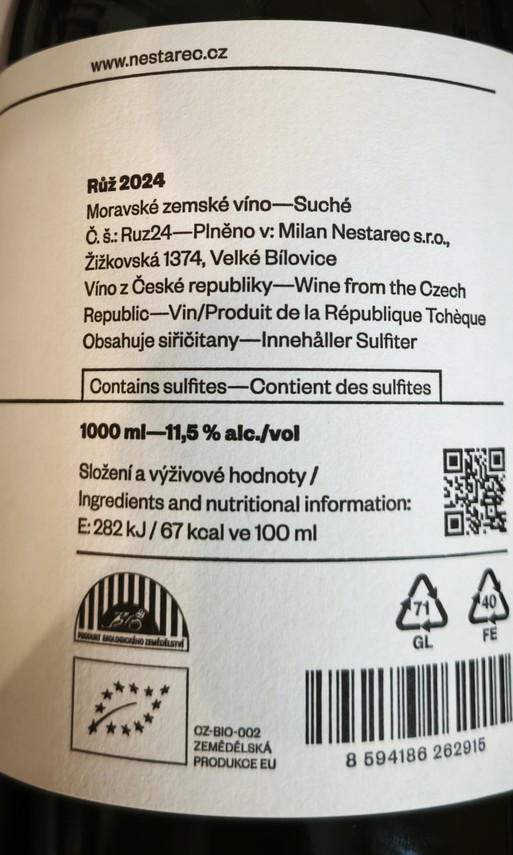 www.nestarec.cz
Růž 2024
Moravské zemské víno—Suché
Č. š.: Ruz24—Plněno v: Milan Nestarec s.r.o.,
Žižkovská 1374, Velké Bílovice
Víno z České republiky—Wine from the Czech
Republic—Vin/Produit de la République Tchèque
Obsahuje siřičitany—Innehåller Sulfiter
Contains sulfites—Contient des sulfites
1000 ml—11,5 % alc./vol
Složení a výživové hodnoty /
Ingredients and nutritional information:
E: 282 kJ / 67 kcal ve 100 ml
PRODUKT EKOLOGICKÉHO ZEMĚDĚLSTVÍ
71
GL
40
FE
CZ-BIO-002
ZEMĚDĚLSKÁ
PRODUKCE EU
8 594186 262915